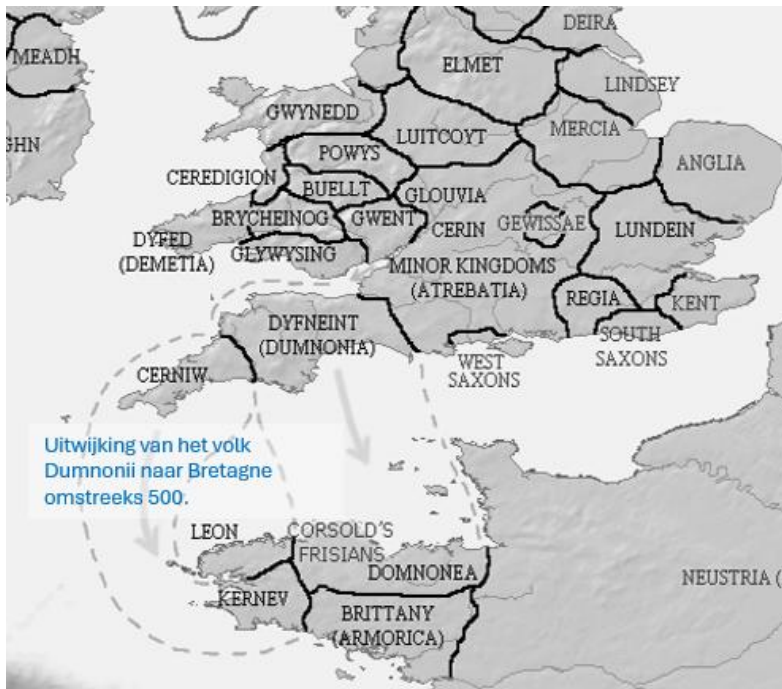 DEIRA
MEADH
ELMET
LINDSEY
GWYNEDD
MERCIA
LUITCOYT
GHN
POWYS
ANGLIA
CEREDIGION
BUELLT
GLOUVIA
BRYCHEINOG
GWENT
GEWISSAE
CERIN
LUNDEIN
DYFED
(DEMETIA)
GLYWYSING
MINOR KINGDOMS
(ATREBATIA)
REGIA
KENT
DYFNEINT
(DUMNONIA)
SOUTH
SAXONS
WEST
SAXONS
CERNIW
Uitwijking van het volk
Dumnonii naar Bretagne
omstreeks 500.
LEON
CORSOLD'S
FRISIANS
DOMNONEA
NEUSTRIA (
KERNEV
BRITTANY
(ARMORICA)